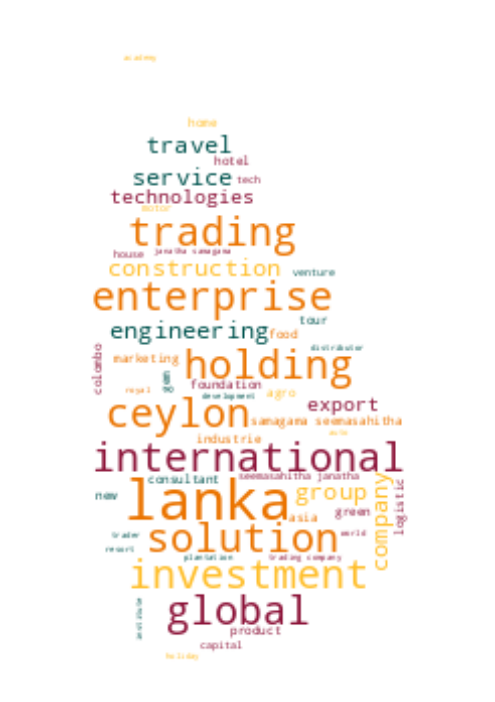 academy
home
travel
hotel
service tech
technologies
motor
trading
house janatha samagama
construction venture
enterprise
tour
engineering food
distributor
colombo marketing holding
royal foundation
development agro
ceylon export
samagama seemasahitha
auto
industrie
international
consultant seemasahitha janatha
new lanka group company logistic
asia green
trader solution world
resort plantation trading company
investment
institute global
product
capital
holiday